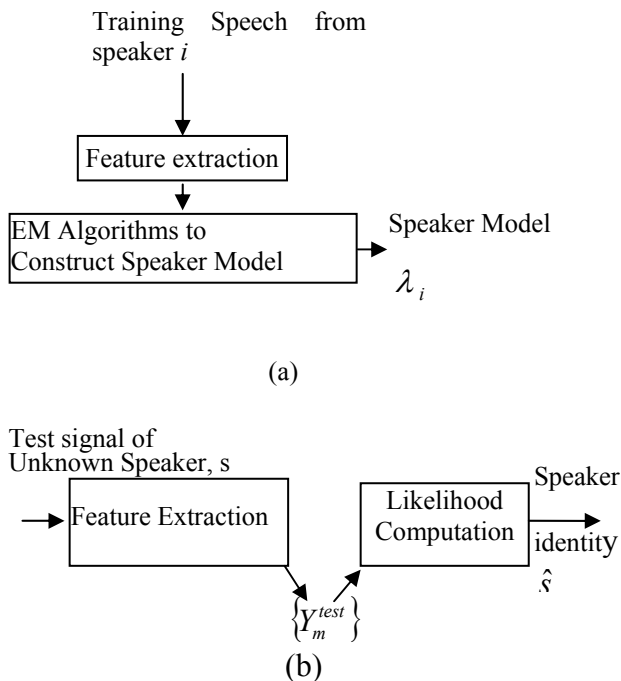 Training Speech from
speaker i
Feature extraction
EM Algorithms to
Construct Speaker Model
Speaker Model
λ_i
(a)
Test signal of
Unknown Speaker, s
Feature Extraction
{Y_m^{test}}
Likelihood
Computation
Speaker
identity
ŝ
(b)